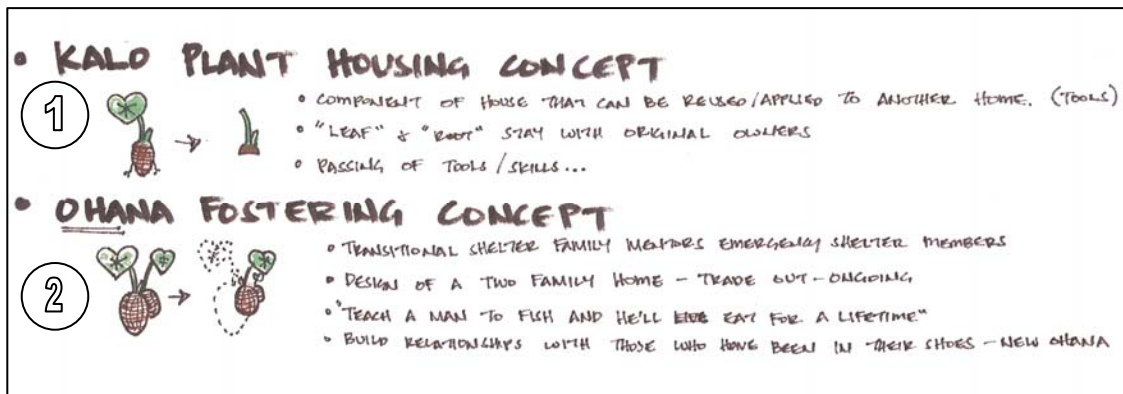 • KALO PLANT HOUSING CONCEPT
1
• COMPONENT OF HOUSE THAT CAN BE REUSED/APPLIED TO ANOTHER HOME. (TOOLS)
• "LEAF" & "ROOT" STAY WITH ORIGINAL OWNERS
• PASSING OF TOOLS/SKILLS...
• OHANA FOSTERING CONCEPT
2
• TRANSITIONAL SHELTER FAMILY MENTORS EMERGENCY SHELTER MEMBERS
• DESIGN OF A TWO FAMILY HOME – TRADE OUT – ONGOING
• "TEACH A MAN TO FISH AND HE'LL EAT FOR A LIFETIME"
• BUILD RELATIONSHIPS WITH THOSE WHO HAVE BEEN IN THEIR SHOES – NEW OHANA